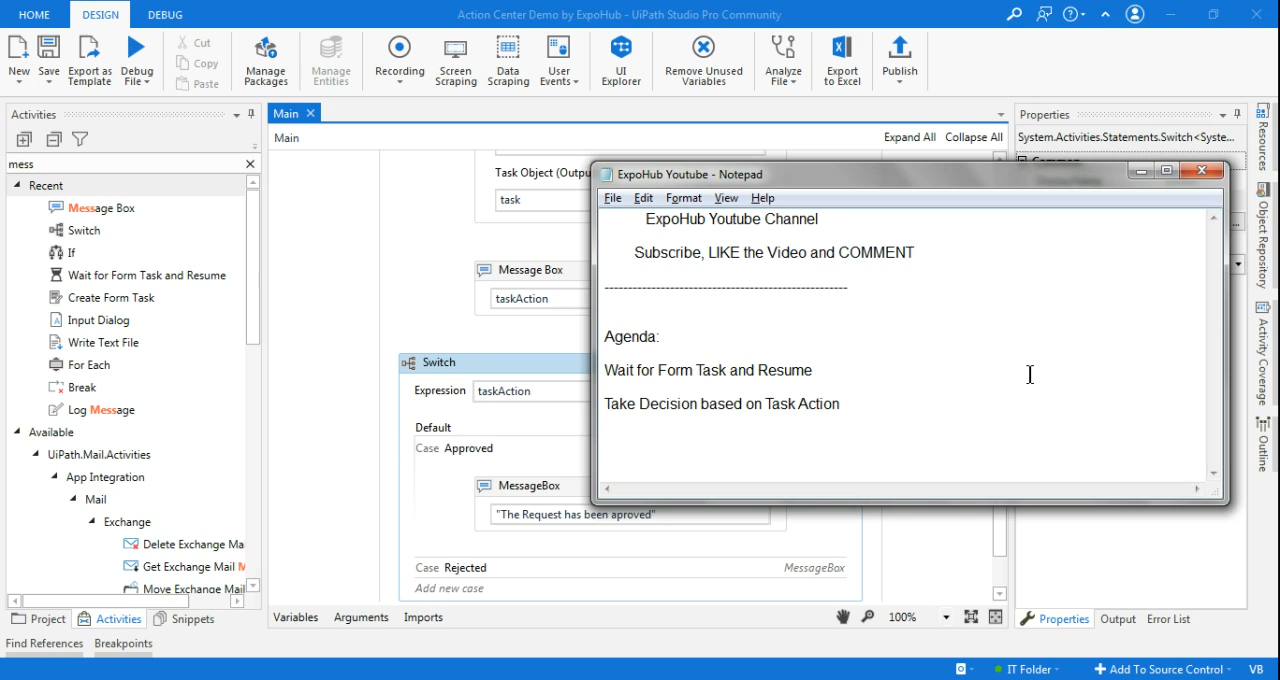 HOME DESIGN DEBUG Action Center Demo by ExpoHub - UiPath Studio Pro Community
New Save Export as Template Debug File Cut Copy Paste Manage Packages Manage Entities Recording Screen Scraping Data Scraping User Events UI Explorer Remove Unused Variables Analyze File Export to Excel Publish
Activities
mess
Recent
Message Box
Switch
If
Wait for Form Task and Resume
Create Form Task
Input Dialog
Write Text File
For Each
Break
Log Message
Available
UiPath.Mail.Activities
App Integration
Mail
Exchange
Delete Exchange Ma
Get Exchange Mail M
Move Exchange Mail
Project Activities Snippets
Find References Breakpoints
Main
Main Expand All Collapse All
Task Object (Outpu
task
Message Box
taskAction
Switch
Expression taskAction
Default
Case Approved
MessageBox
"The Request has been aproved"
Case Rejected MessageBox
Add new case
Variables Arguments Imports 100%
ExpoHub Youtube - Notepad
File Edit Format View Help
ExpoHub Youtube Channel
Subscribe, LIKE the Video and COMMENT
------------------------------------------------------
Agenda:
Wait for Form Task and Resume
Take Decision based on Task Action
Properties
System.Activities.Statements.Switch<Syste...
...
Properties Output Error List
Resources
Object Repository
Activity Coverage
Outline
IT Folder Add To Source Control VB